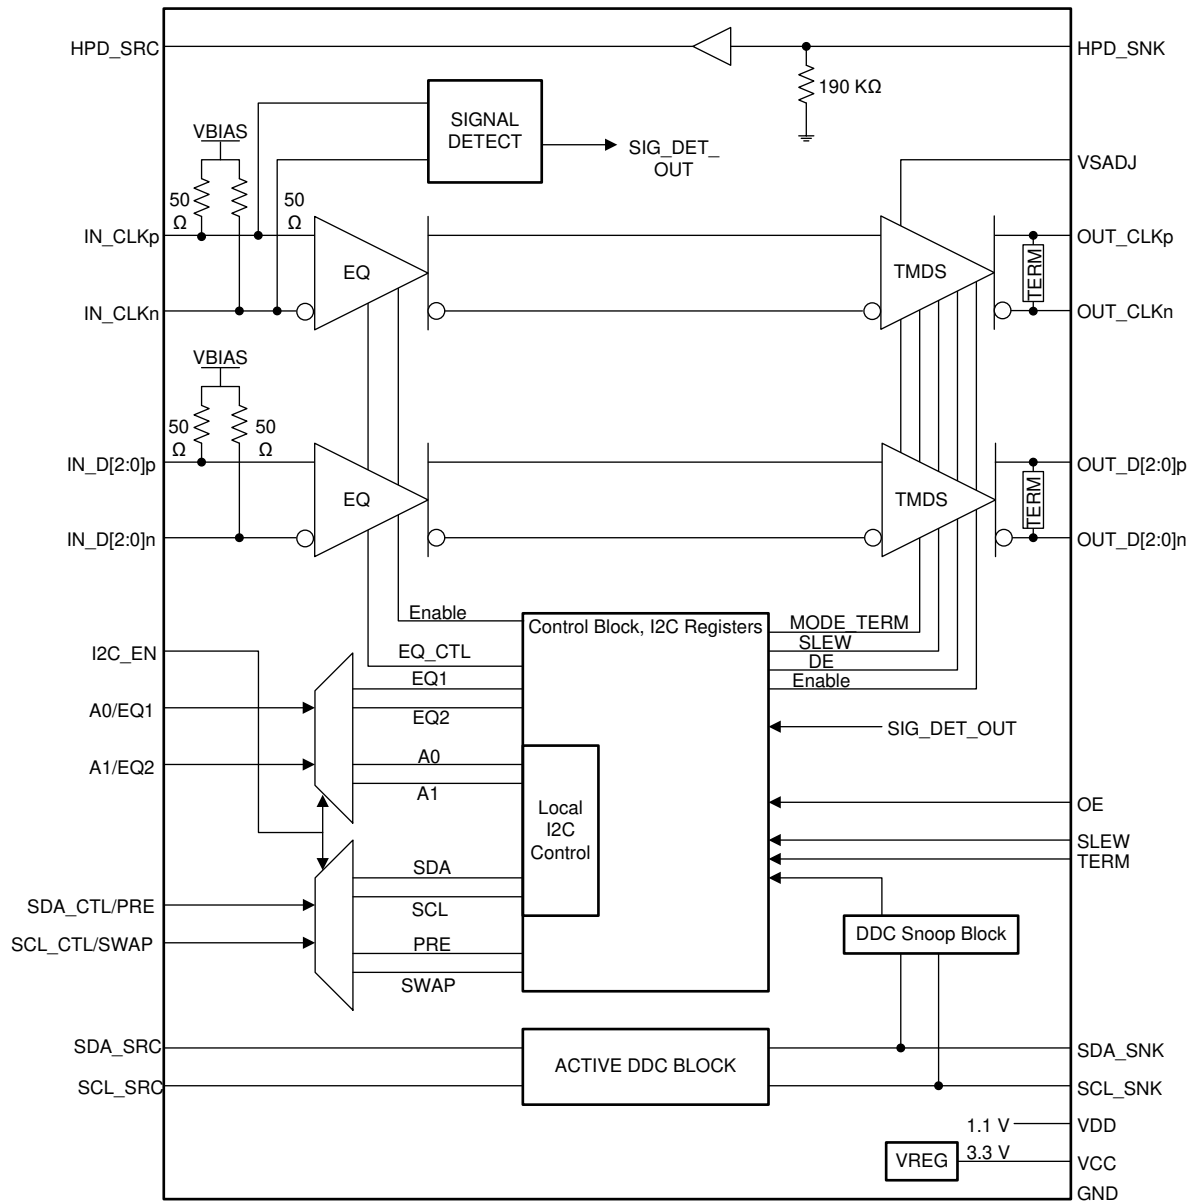 HPD_SRC
HPD_SNK
190 KΩ
SIGNAL
DETECT
SIG_DET_
OUT
VBIAS
VSADJ
50
Ω
50
Ω
IN_CLKp
EQ
TMDS
TERM
OUT_CLKp
IN_CLKn
OUT_CLKn
VBIAS
50
Ω
50
Ω
IN_D[2:0]p
EQ
TMDS
TERM
OUT_D[2:0]p
IN_D[2:0]n
OUT_D[2:0]n
Enable
Control Block, I2C Registers
MODE_TERM
SLEW
DE
Enable
I2C_EN
EQ_CTL
EQ1
A0/EQ1
EQ2
SIG_DET_OUT
A1/EQ2
A0
A1
Local
I2C
Control
OE
SLEW
TERM
SDA
SDA_CTL/PRE
SCL
SCL_CTL/SWAP
PRE
SWAP
DDC Snoop Block
SDA_SRC
ACTIVE DDC BLOCK
SDA_SNK
SCL_SRC
SCL_SNK
1.1 V
VDD
VREG
3.3 V
VCC
GND